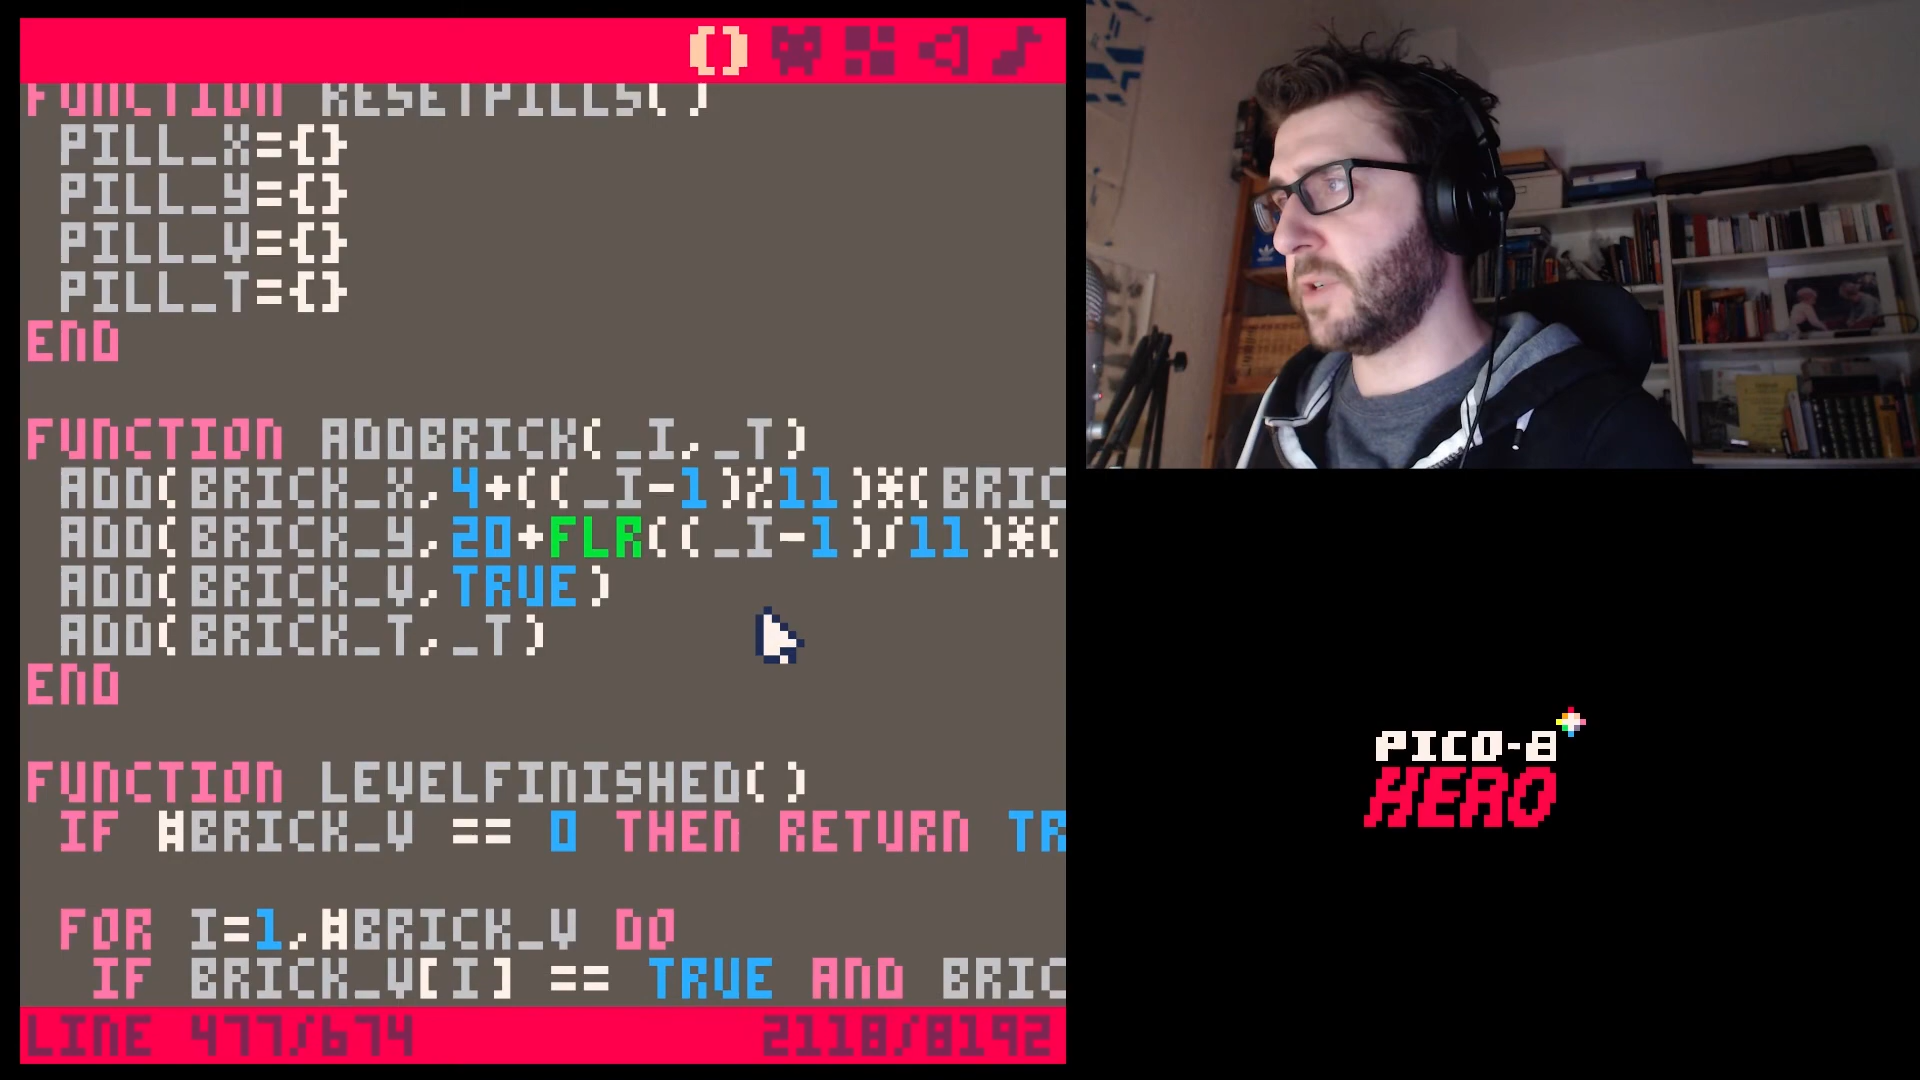 FUNCTION RESETPILLS()
PILL_X={}
PILL_Y={}
PILL_V={}
PILL_T={}
END
FUNCTION ADDBRICK(_I,_T)
ADD(BRICK_X,4+((_I-1)%11)*(BRIC
ADD(BRICK_Y,20+FLR((_I-1)/11)*(
ADD(BRICK_V,TRUE)
ADD(BRICK_T,_T)
END
FUNCTION LEVELFINISHED()
IF #BRICK_V == 0 THEN RETURN TR
FOR I=1,#BRICK_V DO
IF BRICK_V[I] == TRUE AND BRIC
LINE 477/674
2118/8192
PICO-8
HERO